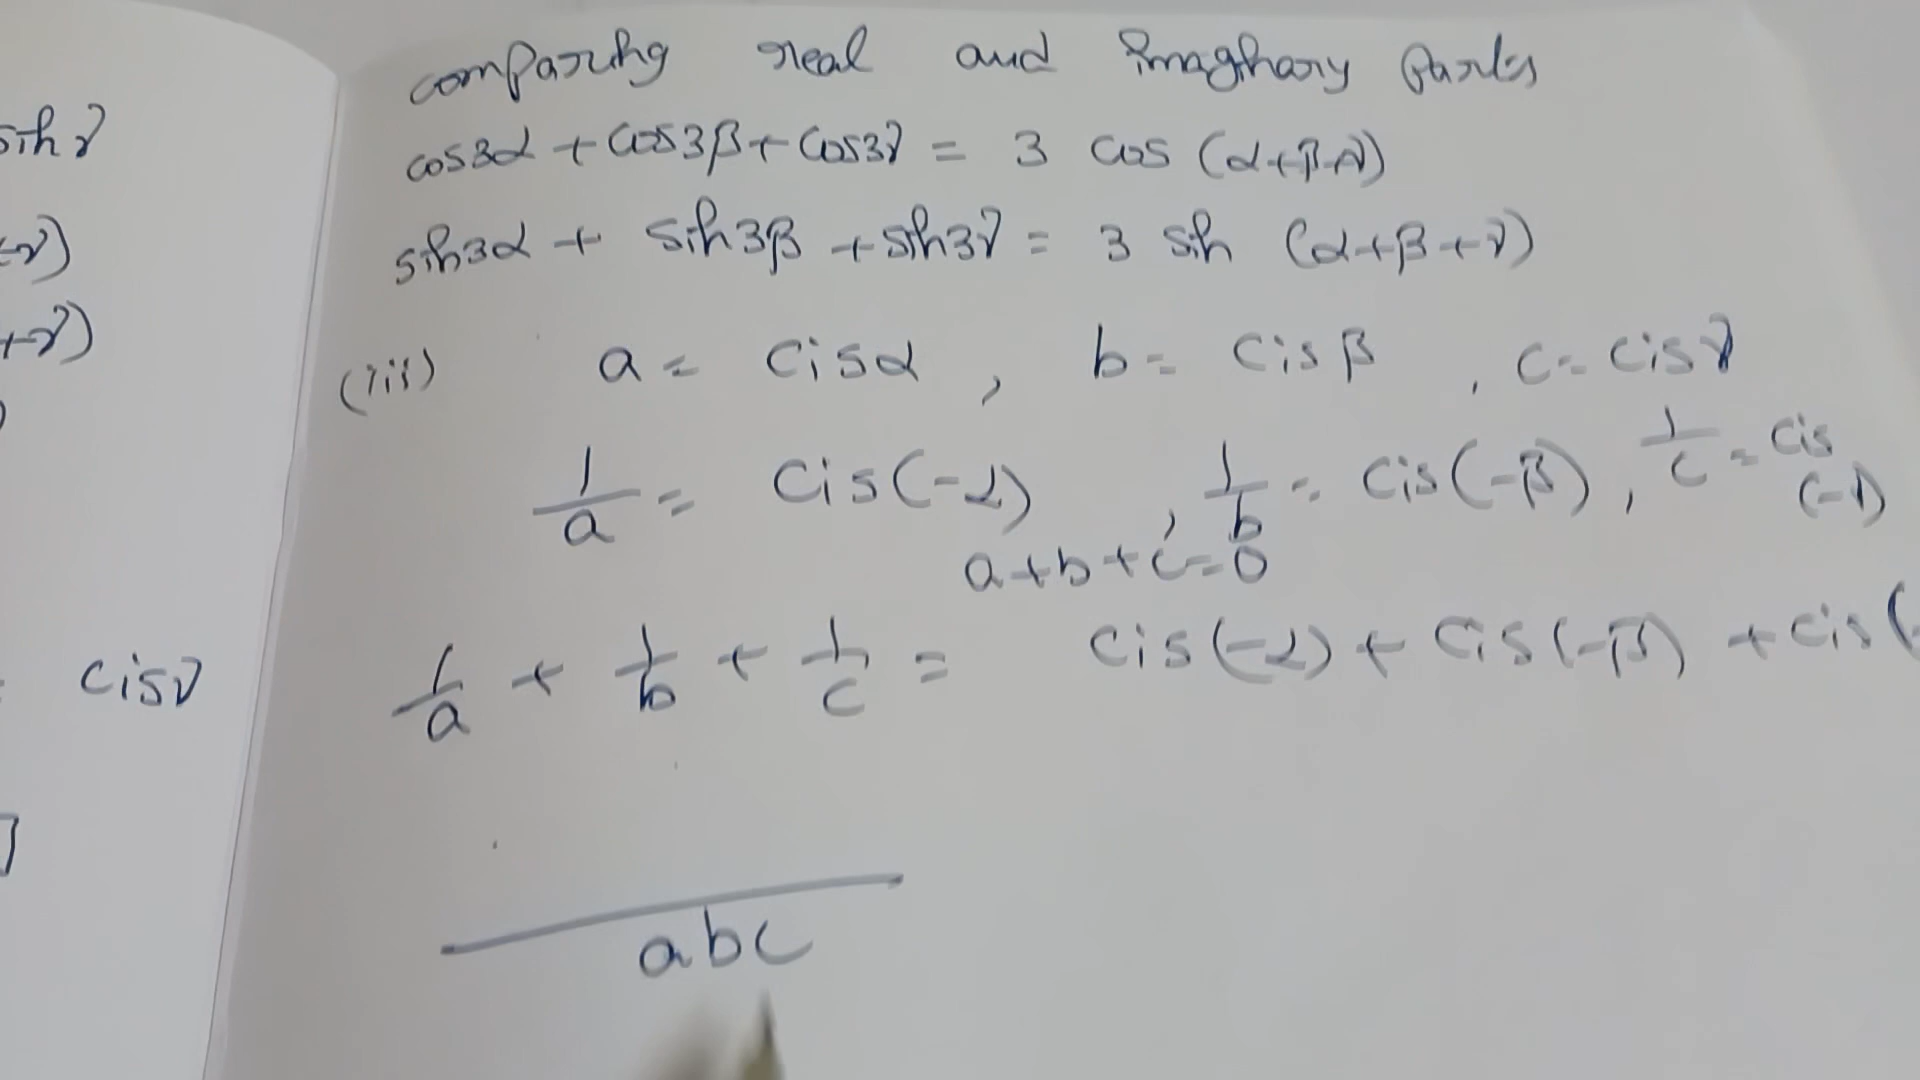 sin γ
-γ)
+γ)
)
= cis γ
]
comparing real and imaginary parts
cos3α + cos3β + cos3γ = 3 cos (α+β+γ)
sin3α + sin3β + sin3γ = 3 sin (α+β+γ)
(iii) a = cisα , b = cisβ , c = cisγ
1/a = cis(-α) , 1/b = cis(-β) , 1/c = cis (-γ)
a+b+c=0
1/a + 1/b + 1/c = cis(-α) + cis(-β) + cis(-
abc